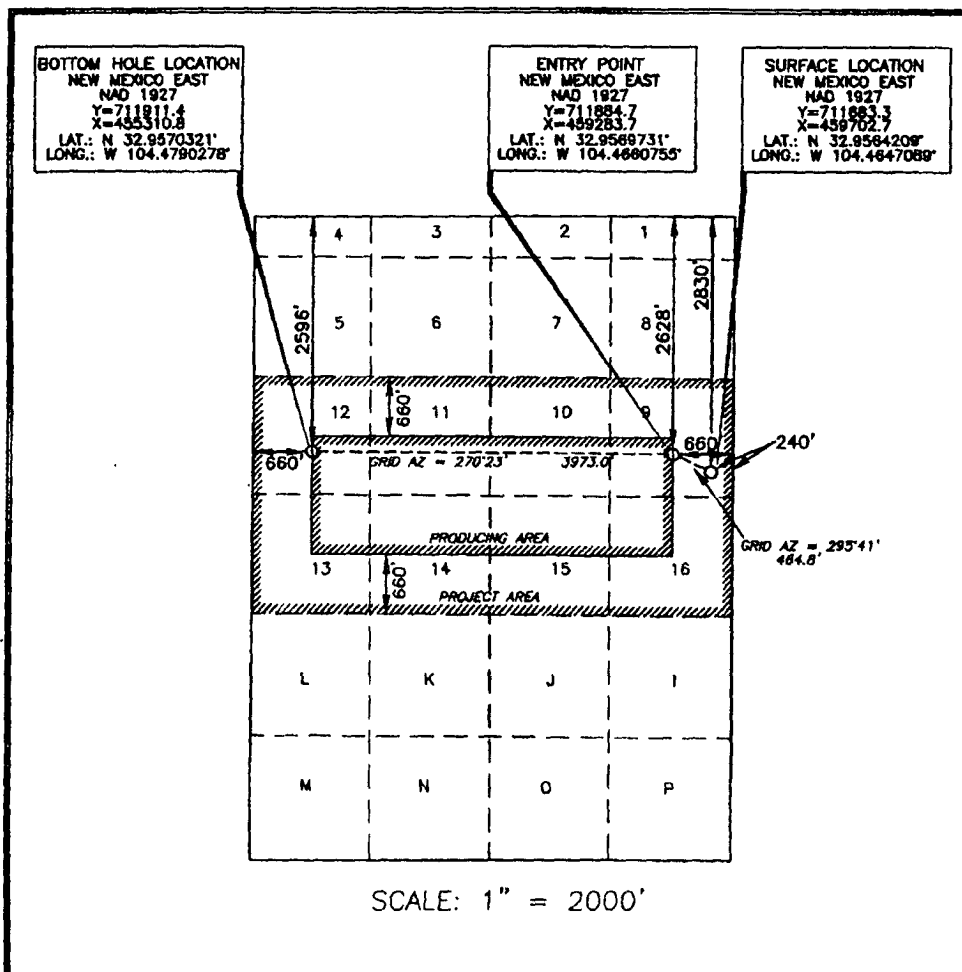 BOTTOM HOLE LOCATION
NEW MEXICO EAST
NAD 1927
Y=711911.4
X=455310.8
LAT.: N 32.9570321°
LONG.: W 104.4790278°
ENTRY POINT
NEW MEXICO EAST
NAD 1927
Y=711884.7
X=459283.7
LAT.: N 32.9569731°
LONG.: W 104.4660755°
SURFACE LOCATION
NEW MEXICO EAST
NAD 1927
Y=711683.3
X=459702.7
LAT.: N 32.9564209°
LONG.: W 104.4647089°
4 3 2 1
2596'
2628'
2830'
5 6 7 8
12 11 10 9
660'
660'
660'
240'
GRID AZ = 270°23' 3973.0'
GRID AZ = 295°41'
464.8'
PRODUCING AREA
13 14 15 16
660'
PROJECT AREA
L K J I
M N O P
SCALE: 1" = 2000'